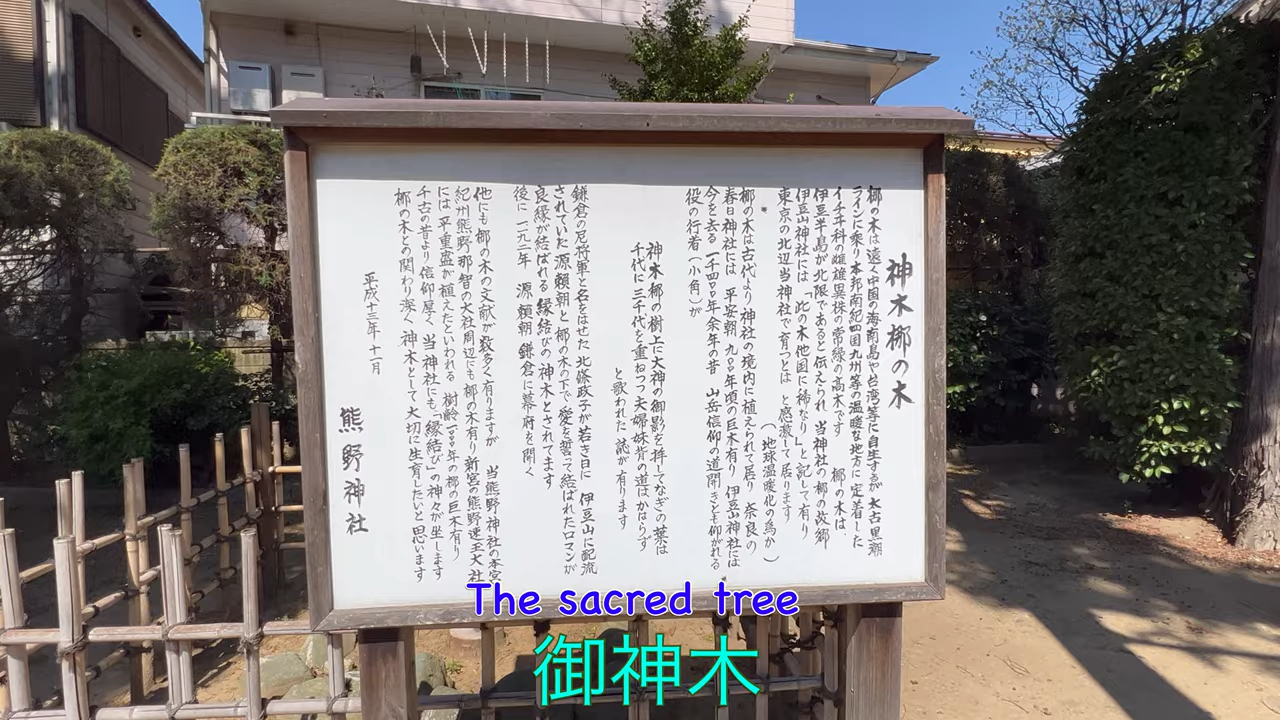 神木梛の木
梛の木は遠く中国の海南島や台湾等に自生するが 太古 黒潮
ラインに乗り本邦南紀四国九州等の温暖な地方に定着した
イチイ科の雌雄異株の常緑の高木です 梛の木は、
伊豆半島が北限であると伝えられ 当神社の梛の故郷
伊豆山神社には 「此の木他国に稀なり」と記して有り
東京の北辺当神社で育つとは と感激して居ります
(地球温暖化の為か)
梛の木は古代より神社の境内に植えられて居り 奈良の
春日神社には 平安朝 九〇〇年頃の巨木有り 伊豆山神社には
今を去る 一千四〇〇年余年の昔 山岳信仰の道開きと仰がれる
役の行者(小角)が
神木梛の樹上に大神の御影を拝してなぎの葉は
千代に 三千代を重ねつつ夫婦妹背の道はかはらず
と歌われた 誌が有ります
鎌倉の尼将軍と名をはせた 北條政子が若き日に 伊豆山に配流
されていた 源頼朝と 梛の木の下で 愛を誓って結ばれたロマンが
良縁が結ばれる 縁結びの神木とされてます
後に 一一九二年 源頼朝 鎌倉に幕府を開く
他にも 梛の木の文献が数多く有りますが 当熊野神社の本宮
紀州熊野那智の大社周辺にも 梛の木有り 新宮の熊野速玉大社
には 平重盛が植えたといわれる 樹齢一〇〇〇年の梛の巨木有り
千古の昔より信仰厚く 当神社にも「縁結び」の神々が坐します
梛の木との関わり深く 神木として大切に生育したいと思います
平成十三年十一月
熊野神社
The sacred tree
御神木